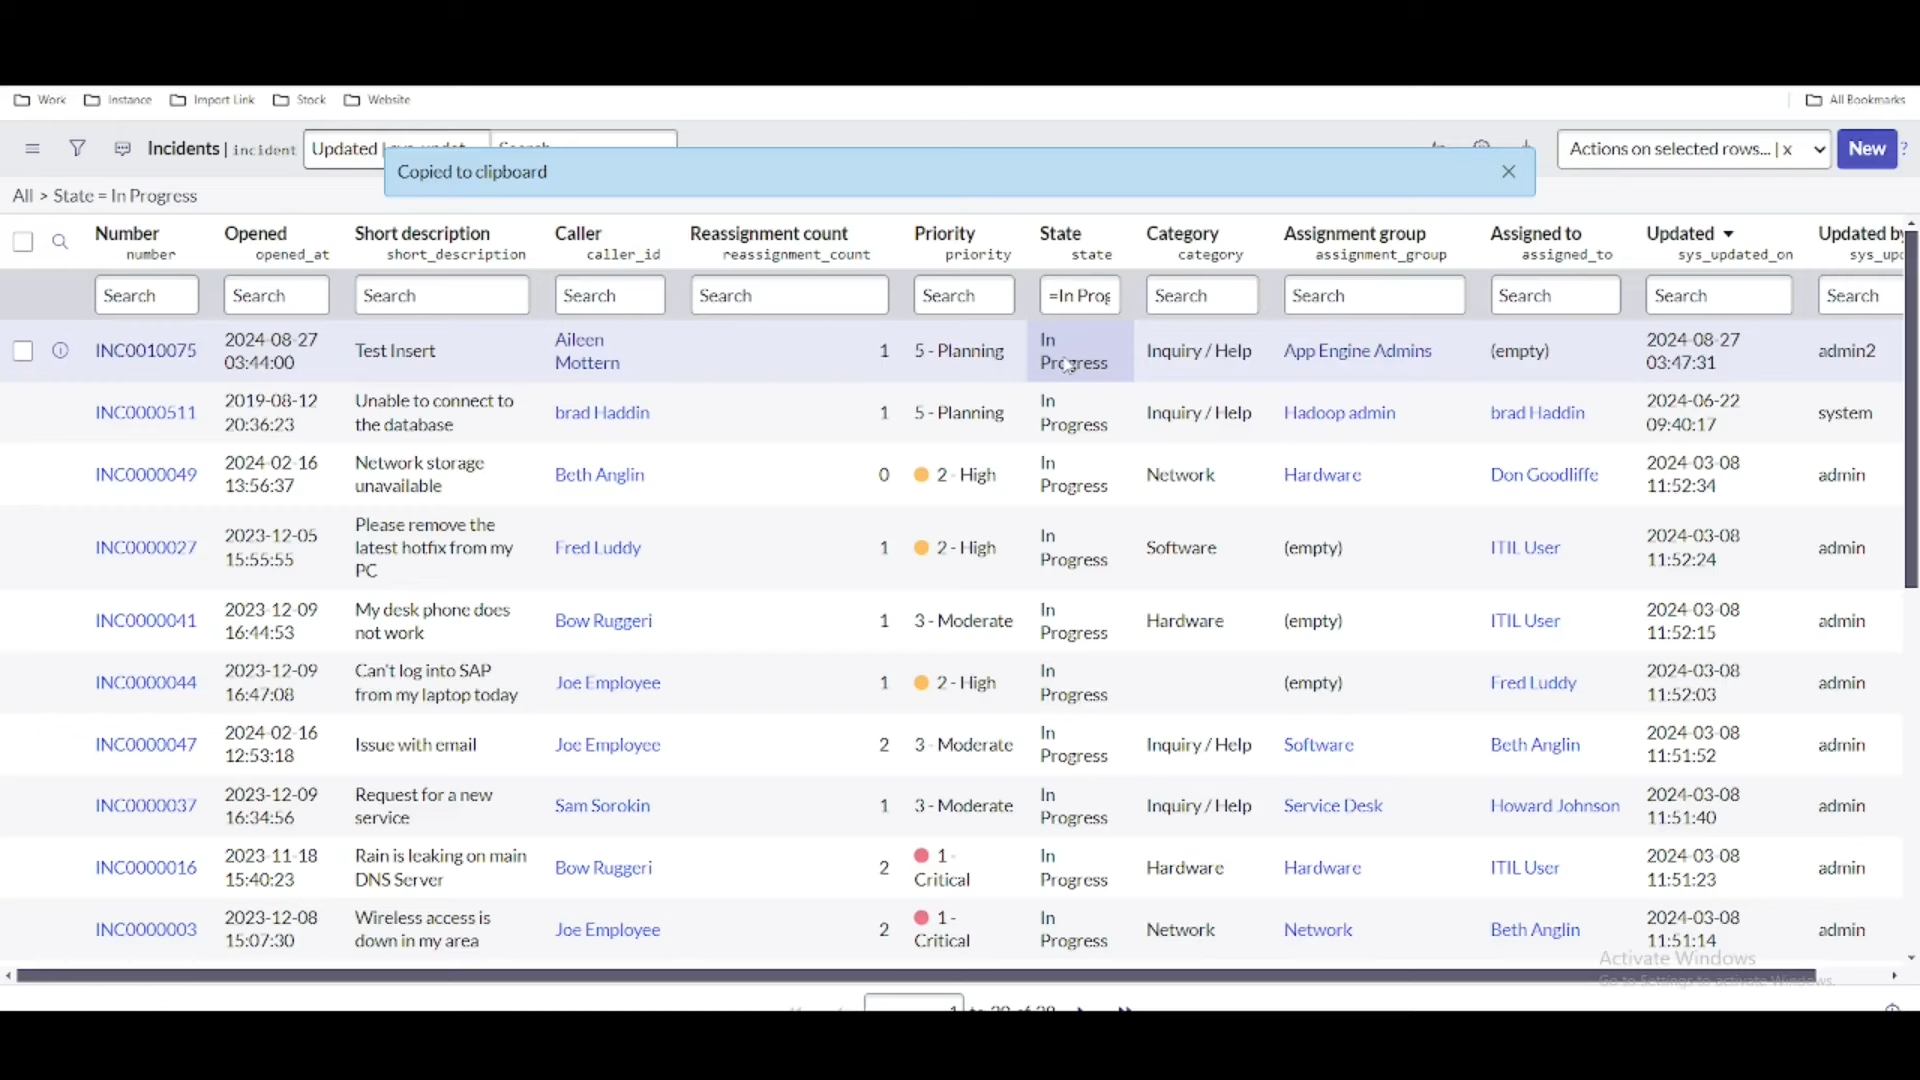 Work Instance Import Link Stock Website All Bookmarks
Incidents | incident Updated Actions on selected rows... | x New ?
Copied to clipboard
All > State = In Progress
Number Opened Short description Caller Reassignment count Priority State Category Assignment group Assigned to Updated Updated by
number opened_at short_description caller_id reassignment_count priority state category assignment_group assigned_to sys_updated_on
Search Search Search Search Search Search =In Prog Search Search Search Search Search
INC0010075 2024-08-27 03:44:00 Test Insert Aileen Mottern 1 5 - Planning In Progress Inquiry / Help App Engine Admins (empty) 2024-08-27 03:47:31 admin2
INC0000511 2019-08-12 20:36:23 Unable to connect to the database brad Haddin 1 5 - Planning In Progress Inquiry / Help Hadoop admin brad Haddin 2024-06-22 09:40:17 system
INC0000049 2024-02-16 13:56:37 Network storage unavailable Beth Anglin 0 2 - High In Progress Network Hardware Don Goodliffe 2024-03-08 11:52:34 admin
INC0000027 2023-12-05 15:55:55 Please remove the latest hotfix from my PC Fred Luddy 1 2 - High In Progress Software (empty) ITIL User 2024-03-08 11:52:24 admin
INC0000041 2023-12-09 16:44:53 My desk phone does not work Bow Ruggeri 1 3 - Moderate In Progress Hardware (empty) ITIL User 2024-03-08 11:52:15 admin
INC0000044 2023-12-09 16:47:08 Can't log into SAP from my laptop today Joe Employee 1 2 - High In Progress (empty) Fred Luddy 2024-03-08 11:52:03 admin
INC0000047 2024-02-16 12:53:18 Issue with email Joe Employee 2 3 - Moderate In Progress Inquiry / Help Software Beth Anglin 2024-03-08 11:51:52 admin
INC0000037 2023-12-09 16:34:56 Request for a new service Sam Sorokin 1 3 - Moderate In Progress Inquiry / Help Service Desk Howard Johnson 2024-03-08 11:51:40 admin
INC0000016 2023-11-18 15:40:23 Rain is leaking on main DNS Server Bow Ruggeri 2 1 - Critical In Progress Hardware Hardware ITIL User 2024-03-08 11:51:23 admin
INC0000003 2023-12-08 15:07:30 Wireless access is down in my area Joe Employee 2 1 - Critical In Progress Network Network Beth Anglin 2024-03-08 11:51:14 admin
Activate Windows
Go to Settings to activate Windows.